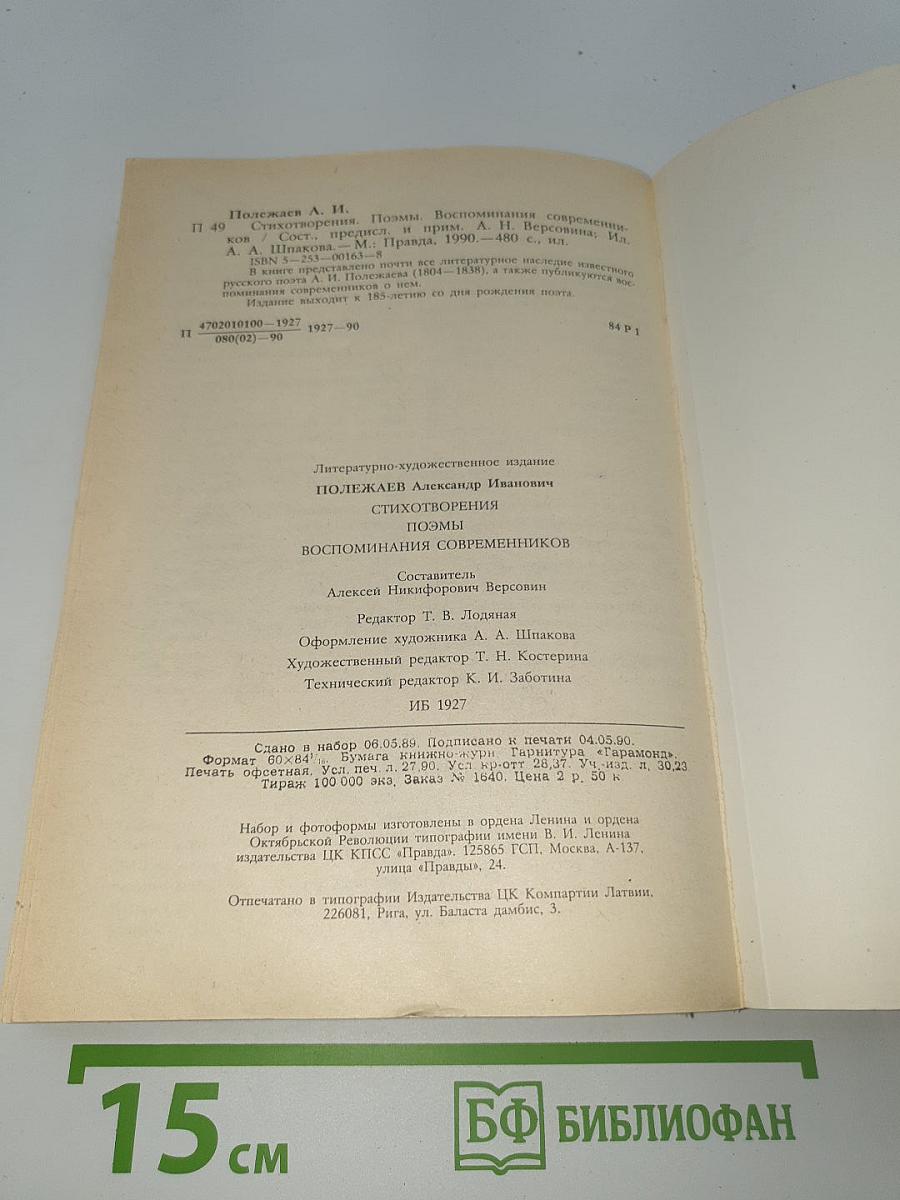 Полежаев А. И.
П 49 Стихотворения. Поэмы. Воспоминания современни-
ков / Сост., предисл. и прим. А. Н. Версовина; Ил.
А. А. Шпакова. — М.: Правда, 1990. — 480 с., ил.
ISBN 5—253—00163—8
В книге представлено почти все литературное наследие известного
русского поэта А. И. Полежаева (1804—1838), а также публикуются вос-
поминания современников о нем.
Издание выходит к 185-летию со дня рождения поэта.
П 4702010100—1927 1927—90
080(02)—90
84 Р 1
Литературно-художественное издание
ПОЛЕЖАЕВ Александр Иванович
СТИХОТВОРЕНИЯ
ПОЭМЫ
ВОСПОМИНАНИЯ СОВРЕМЕННИКОВ
Составитель
Алексей Никифорович Версовин
Редактор Т. В. Лодяная
Оформление художника А. А. Шпакова
Художественный редактор Т. Н. Костерина
Технический редактор К. И. Заботина
ИБ 1927
Сдано в набор 06.05.89. Подписано к печати 04.05.90.
Формат 60×84¹/₁₆. Бумага книжно-журн. Гарнитура «Гарамонд».
Печать офсетная. Усл. печ. л. 27,90. Усл. кр-отт 28,37. Уч.-изд. л. 30,23
Тираж 100 000 экз. Заказ № 1640. Цена 2 р. 50 к
Набор и фотоформы изготовлены в ордена Ленина и ордена
Октябрьской Революции типографии имени В. И. Ленина
издательства ЦК КПСС «Правда». 125865 ГСП, Москва, А-137,
улица «Правды», 24.
Отпечатано в типографии Издательства ЦК Компартии Латвии,
226081, Рига, ул. Баласта дамбис, 3.
15 см
БФ БИБЛИОФАН